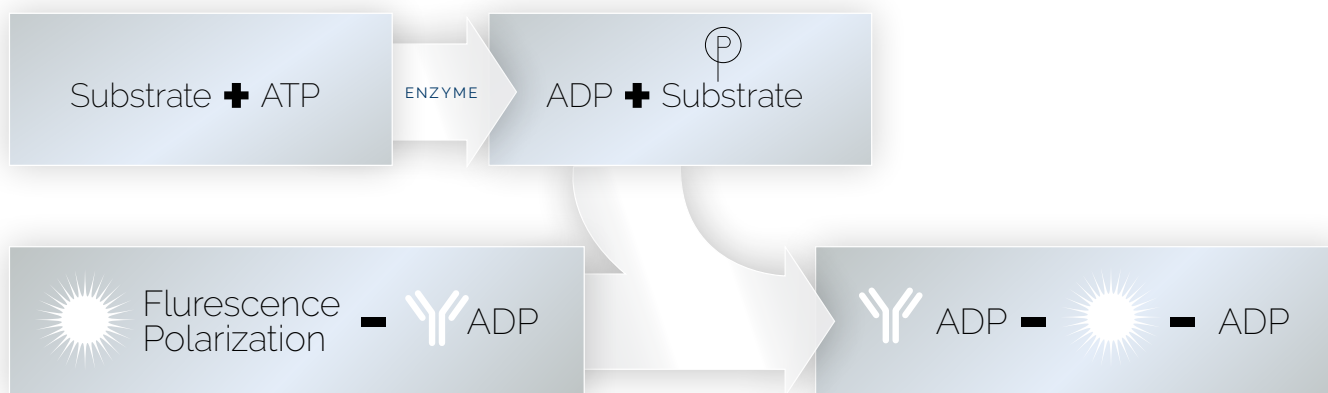 P
Substrate + ATP
ENZYME
ADP + Substrate
Flurescence
Polarization
- ADP
ADP - - ADP